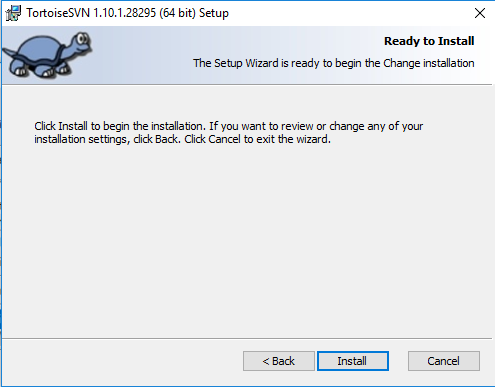 TortoiseSVN 1.10.1.28295 (64 bit) Setup
Ready to Install
The Setup Wizard is ready to begin the Change installation
Click Install to begin the installation. If you want to review or change any of your
installation settings, click Back. Click Cancel to exit the wizard.
< Back
Install
Cancel